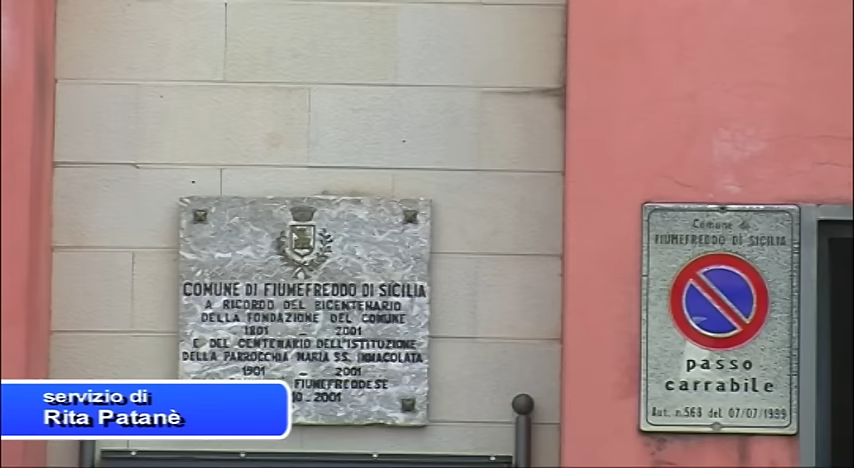 COMUNE DI FIUMEFREDDO DI SICILIA
A RICORDO DEL BICENTENARIO
DELLA FONDAZIONE DEL COMUNE
1801 2001
E DEL CENTENARIO DELL'ISTITUZIONE
DELLA PARROCCHIA MARIA SS. IMMACOLATA
1901 2001
FIUMEFREDDESE
10-2001
Comune di
FIUMEFREDDO DI SICILIA
passo
carrabile
Aut. n. 568 del 07/07/1999
servizio di
Rita Patanè